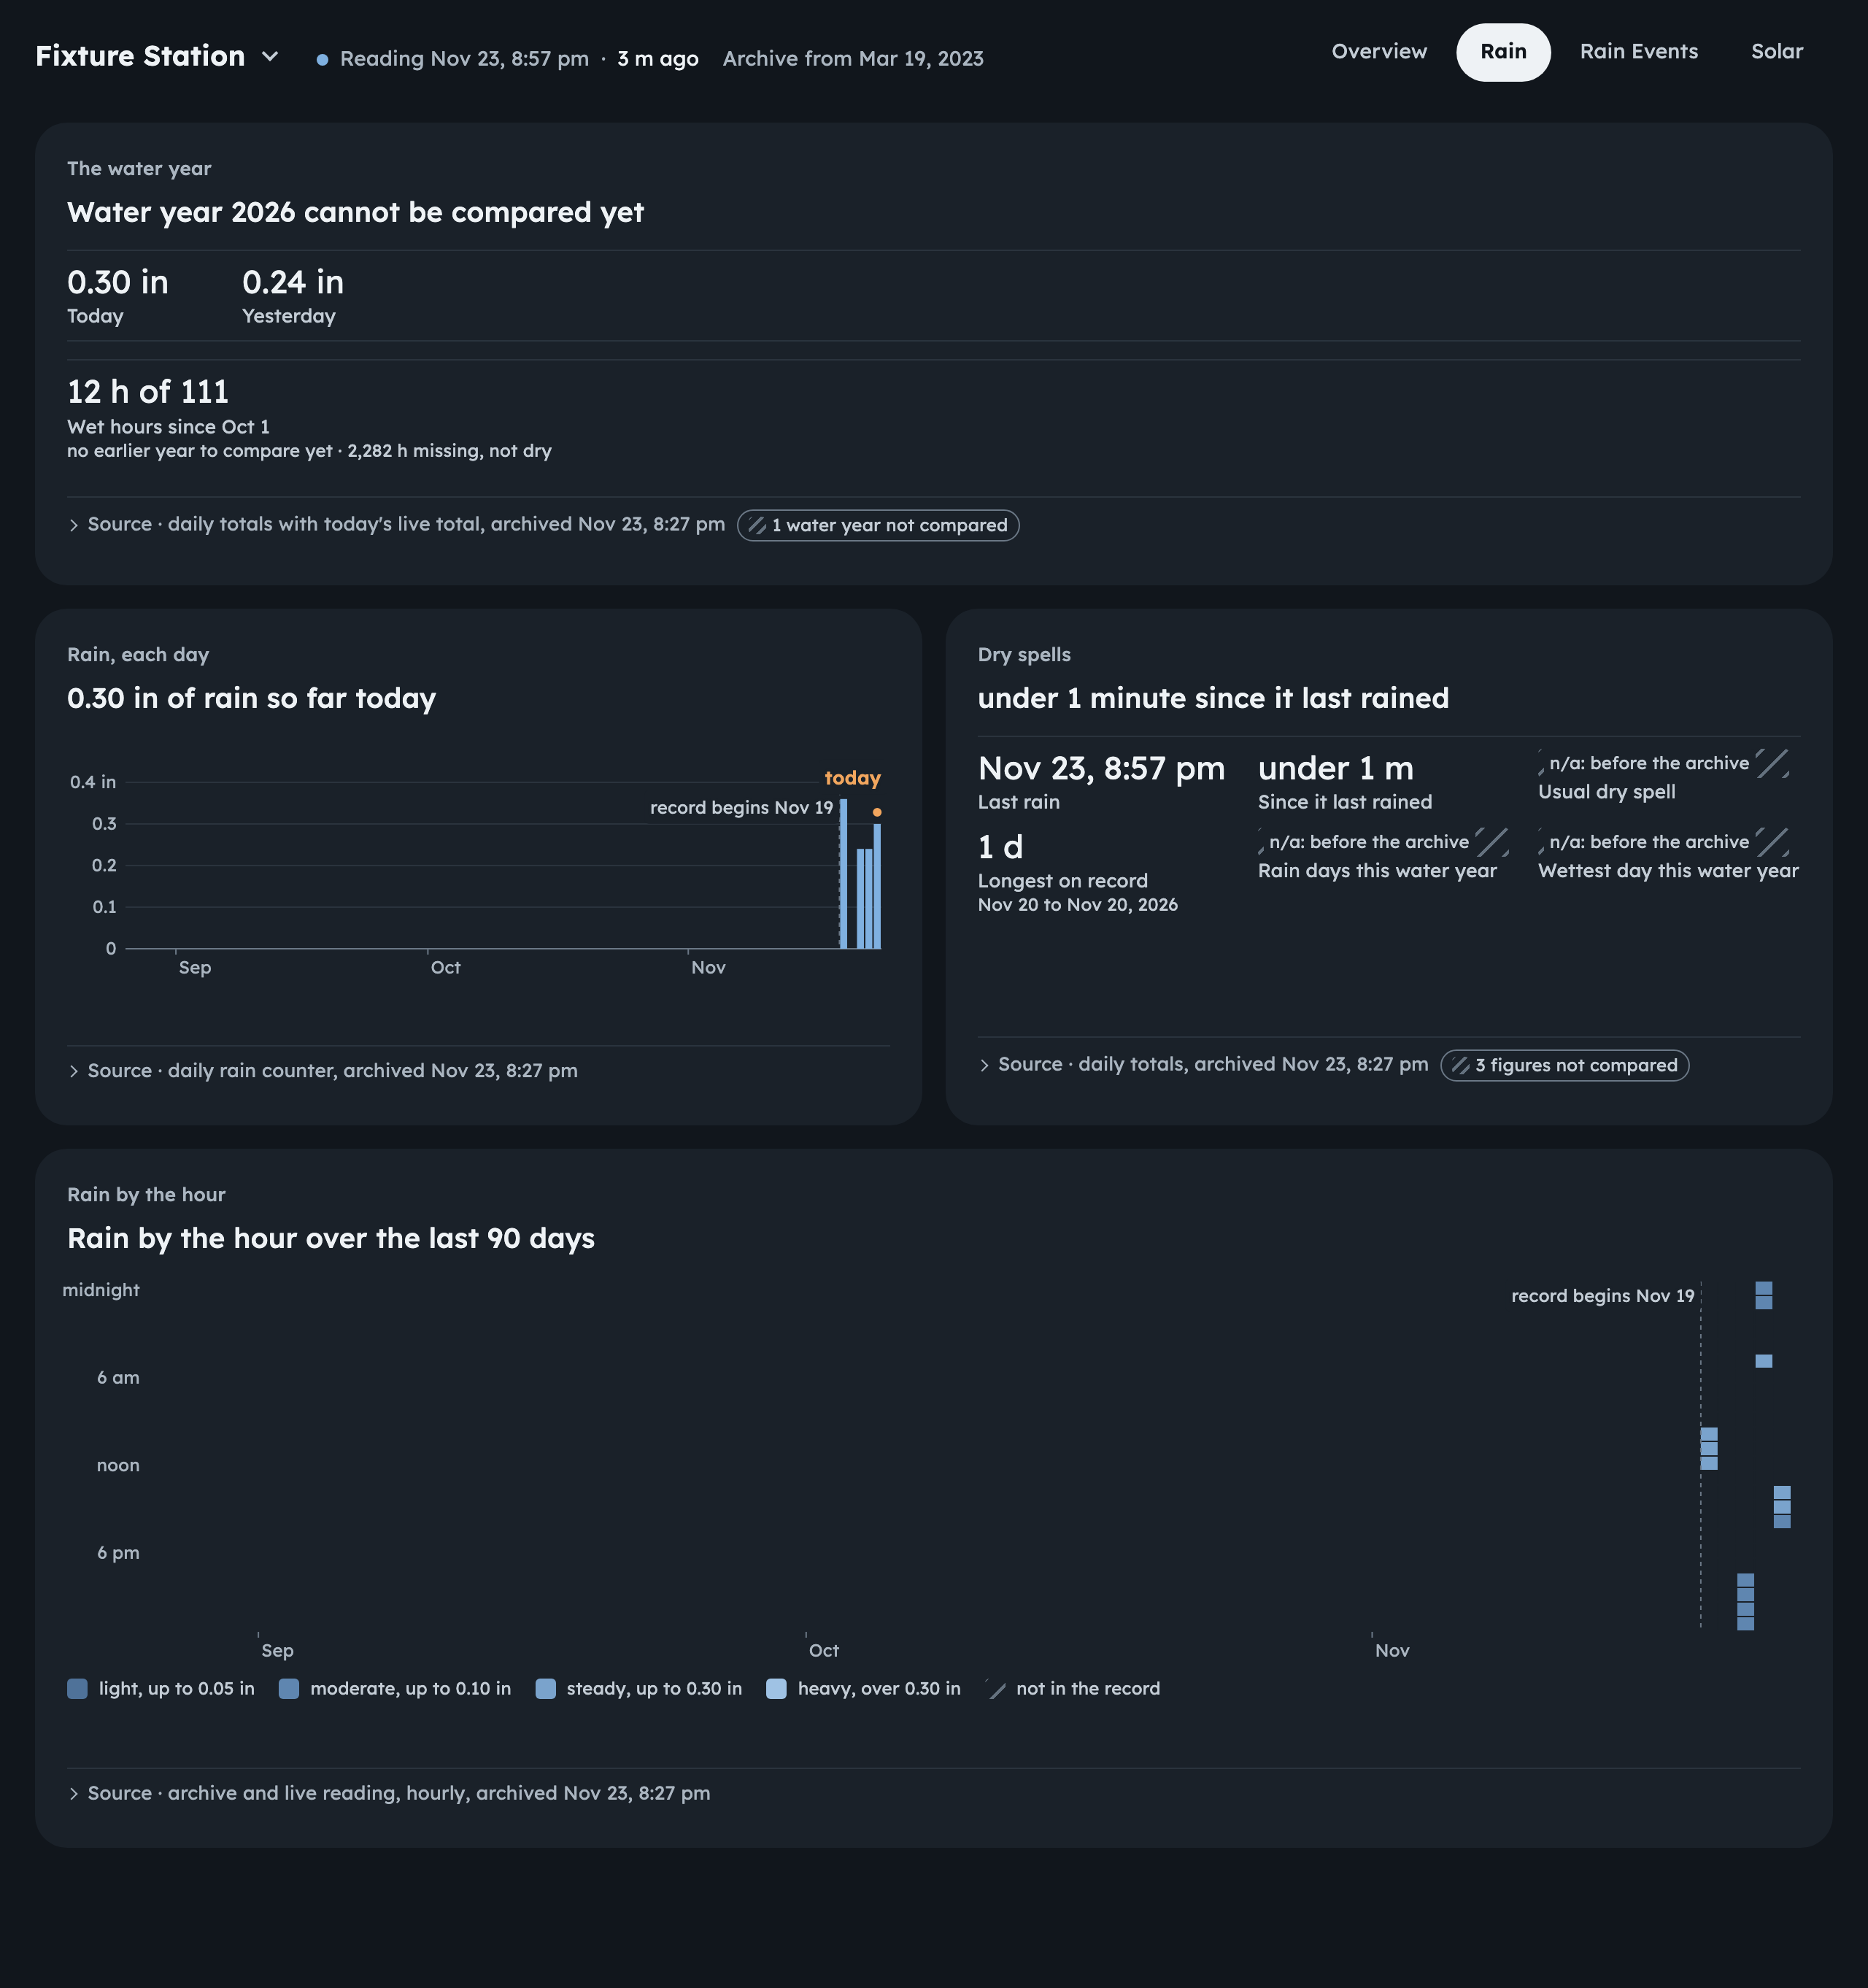 Fixture Station
Reading Nov 23, 8:57 pm · 3 m ago Archive from Mar 19, 2023
Overview Rain Rain Events Solar
The water year
Water year 2026 cannot be compared yet
0.30 in 0.24 in
Today Yesterday
12 h of 111
Wet hours since Oct 1
no earlier year to compare yet · 2,282 h missing, not dry
Source · daily totals with today's live total, archived Nov 23, 8:27 pm 1 water year not compared
Rain, each day
0.30 in of rain so far today
0.4 in
today
record begins Nov 19
0.3
0.2
0.1
0
Sep Oct Nov
Source · daily rain counter, archived Nov 23, 8:27 pm
Dry spells
under 1 minute since it last rained
Nov 23, 8:57 pm
Last rain
under 1 m
Since it last rained
n/a: before the archive
Usual dry spell
1 d
Longest on record
Nov 20 to Nov 20, 2026
n/a: before the archive
Rain days this water year
n/a: before the archive
Wettest day this water year
Source · daily totals, archived Nov 23, 8:27 pm 3 figures not compared
Rain by the hour
Rain by the hour over the last 90 days
midnight
record begins Nov 19
6 am
noon
6 pm
Sep Oct Nov
light, up to 0.05 in moderate, up to 0.10 in steady, up to 0.30 in heavy, over 0.30 in not in the record
Source · archive and live reading, hourly, archived Nov 23, 8:27 pm